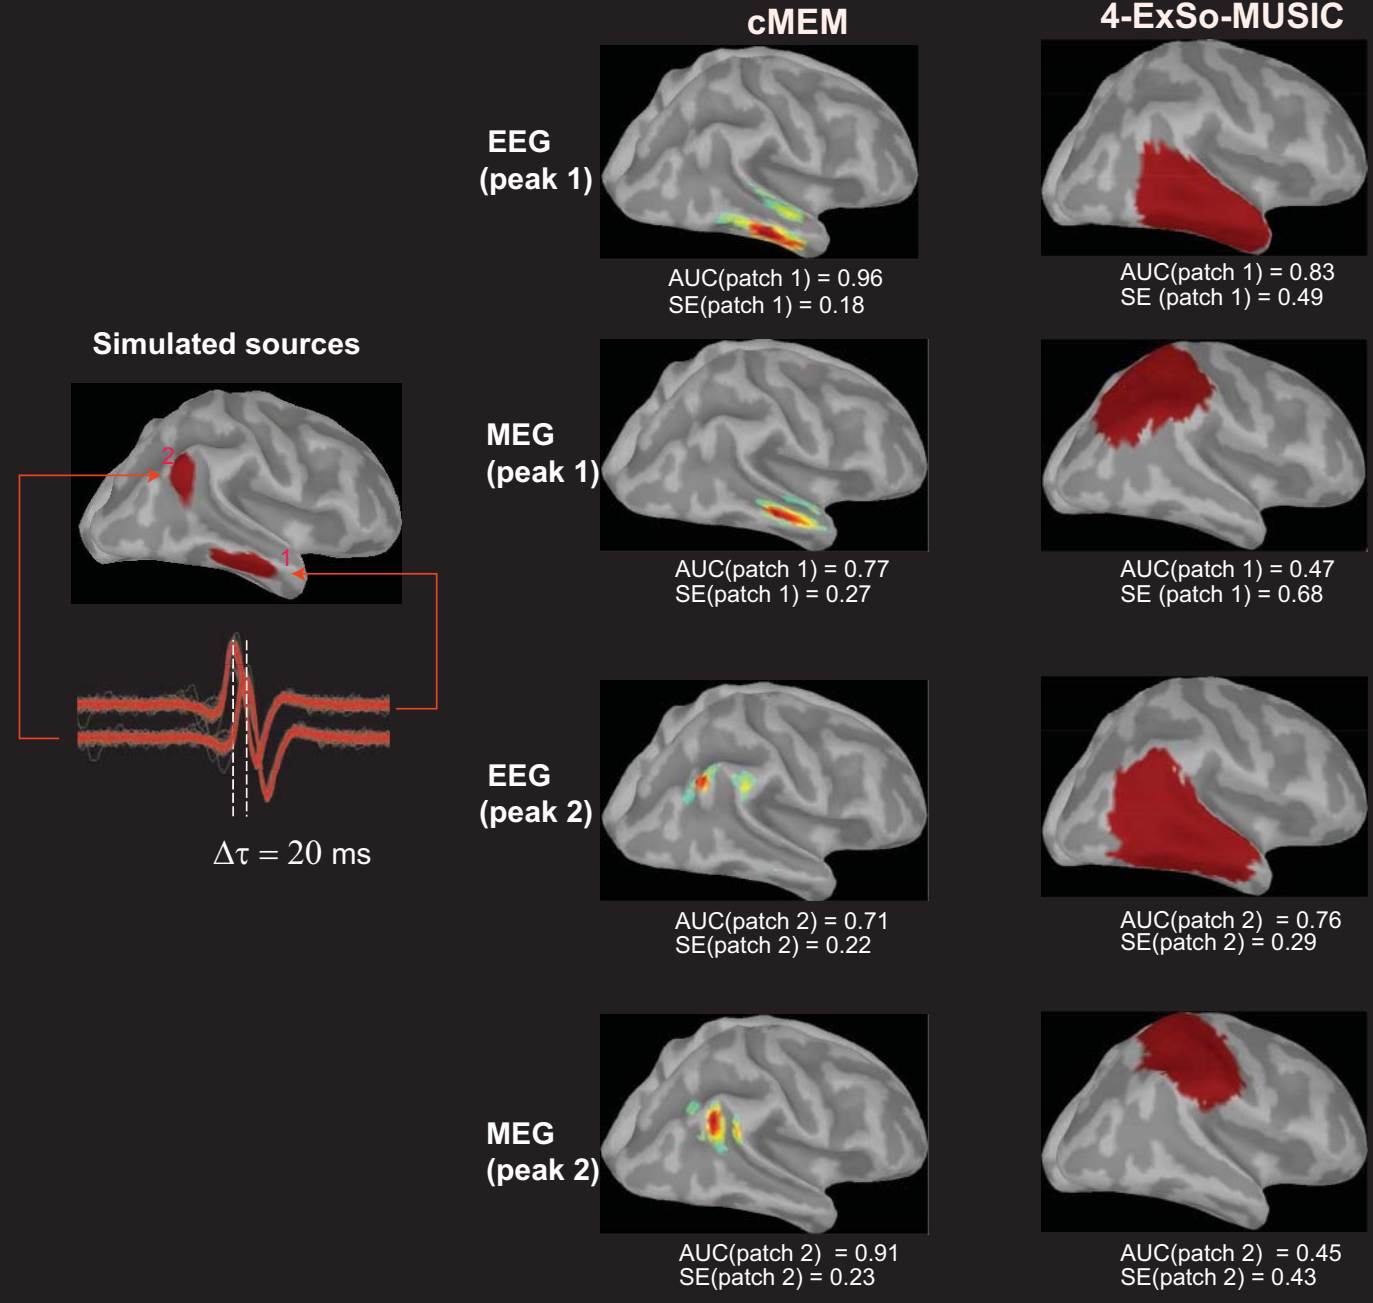 cMEM
4-ExSo-MUSIC
EEG
(peak 1)
AUC(patch 1) = 0.96
SE(patch 1) = 0.18
AUC(patch 1) = 0.83
SE (patch 1) = 0.49
Simulated sources
2
1
Δτ = 20 ms
MEG
(peak 1)
AUC(patch 1) = 0.77
SE(patch 1) = 0.27
AUC(patch 1) = 0.47
SE (patch 1) = 0.68
EEG
(peak 2)
AUC(patch 2) = 0.71
SE(patch 2) = 0.22
AUC(patch 2) = 0.76
SE(patch 2) = 0.29
MEG
(peak 2)
AUC(patch 2) = 0.91
SE(patch 2) = 0.23
AUC(patch 2) = 0.45
SE(patch 2) = 0.43